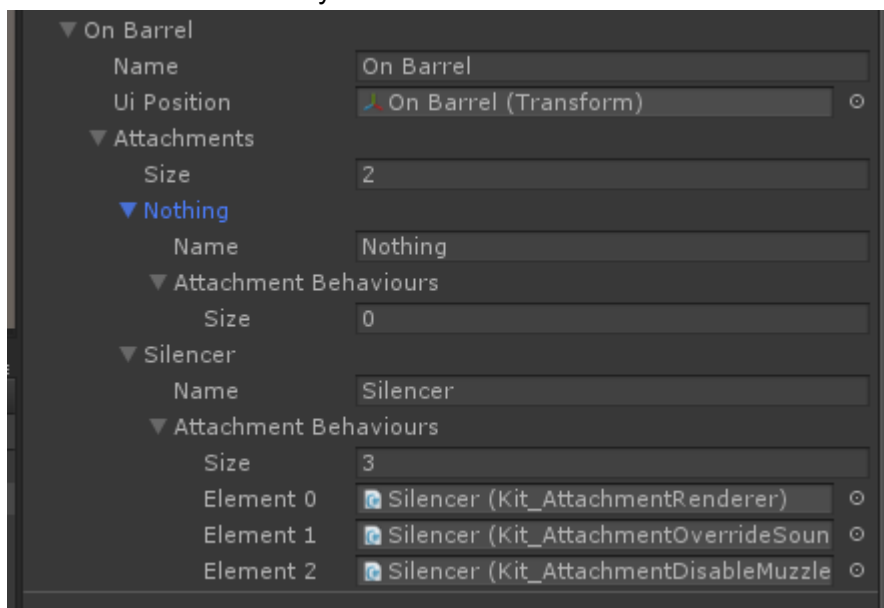 On Barrel
Name On Barrel
Ui Position On Barrel (Transform)
Attachments
Size 2
Nothing
Name Nothing
Attachment Behaviours
Size 0
Silencer
Name Silencer
Attachment Behaviours
Size 3
Element 0 Silencer (Kit_AttachmentRenderer)
Element 1 Silencer (Kit_AttachmentOverrideSoun
Element 2 Silencer (Kit_AttachmentDisableMuzzle